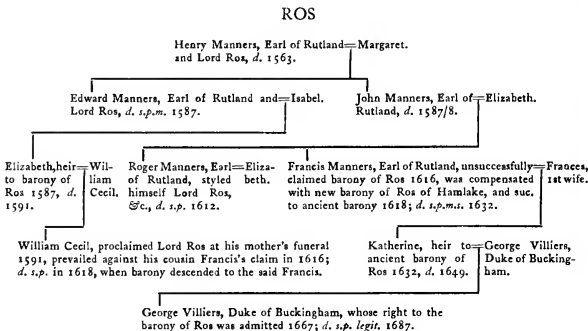 ROS
Henry Manners, Earl of Rutland=Margaret.
and Lord Ros, d. 1563.
Edward Manners, Earl of Rutland and=Isabel.
Lord Ros, d. s.p.m. 1587.
John Manners, Earl of=Elizabeth.
Rutland, d. 1587/8.
Elizabeth,heir=Wil-
to barony of liam
Ros 1587, d. Cecil.
1591.
Roger Manners, Earl=Eliza-
of Rutland, styled beth.
himself Lord Ros,
&c., d. s.p. 1612.
Francis Manners, Earl of Rutland, unsuccessfully=Frances,
claimed barony of Ros 1616, was compensated 1st wife.
with new barony of Ros of Hamlake, and suc.
to ancient barony 1618; d. s.p.m.s. 1632.
William Cecil, proclaimed Lord Ros at his mother's funeral
1591, prevailed against his cousin Francis's claim in 1616;
d. s.p. in 1618, when barony descended to the said Francis.
Katherine, heir to=George Villiers,
ancient barony of Duke of Bucking-
Ros 1632, d. 1649. ham.
George Villiers, Duke of Buckingham, whose right to the
barony of Ros was admitted 1667; d. s.p. legit. 1687.